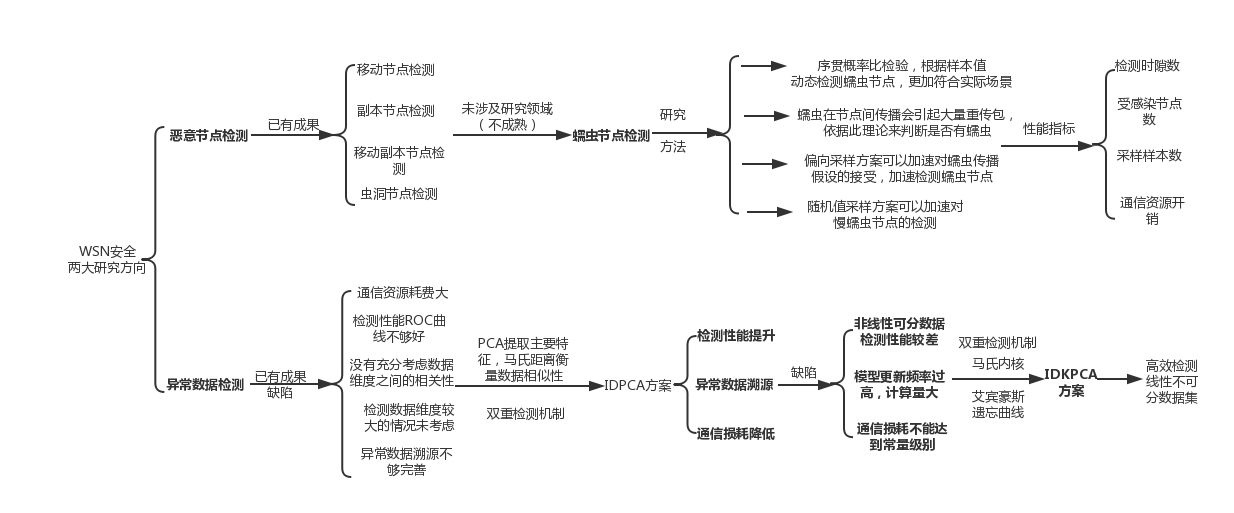 WSN安全
两大研究方向
恶意节点检测
已有成果
移动节点检测
副本节点检测
移动副本节点检
测
虫洞节点检测
未涉及研究领域
（不成熟）
蠕虫节点检测
研究
方法
序贯概率比检验，根据样本值
动态检测蠕虫节点，更加符合实际场景
蠕虫在节点间传播会引起大量重传包，
依据此理论来判断是否有蠕虫
偏向采样方案可以加速对蠕虫传播
假设的接受，加速检测蠕虫节点
随机值采样方案可以加速对
慢蠕虫节点的检测
性能指标
检测时隙数
受感染节点
数
采样样本数
通信资源开
销
异常数据检测
已有成果
缺陷
通信资源耗费大
检测性能ROC曲
线不够好
没有充分考虑数据
维度之间的相关性
检测数据维度较
大的情况未考虑
异常数据溯源不
够完善
PCA提取主要特
征，马氏距离衡
量数据相似性
双重检测机制
IDPCA方案
检测性能提升
异常数据溯源
通信损耗降低
缺陷
非线性可分数据
检测性能较差
模型更新频率过
高，计算量大
通信损耗不能达
到常量级别
双重检测机制
马氏内核
艾宾豪斯
遗忘曲线
IDKPCA
方案
高效检测
线性不可
分数据集